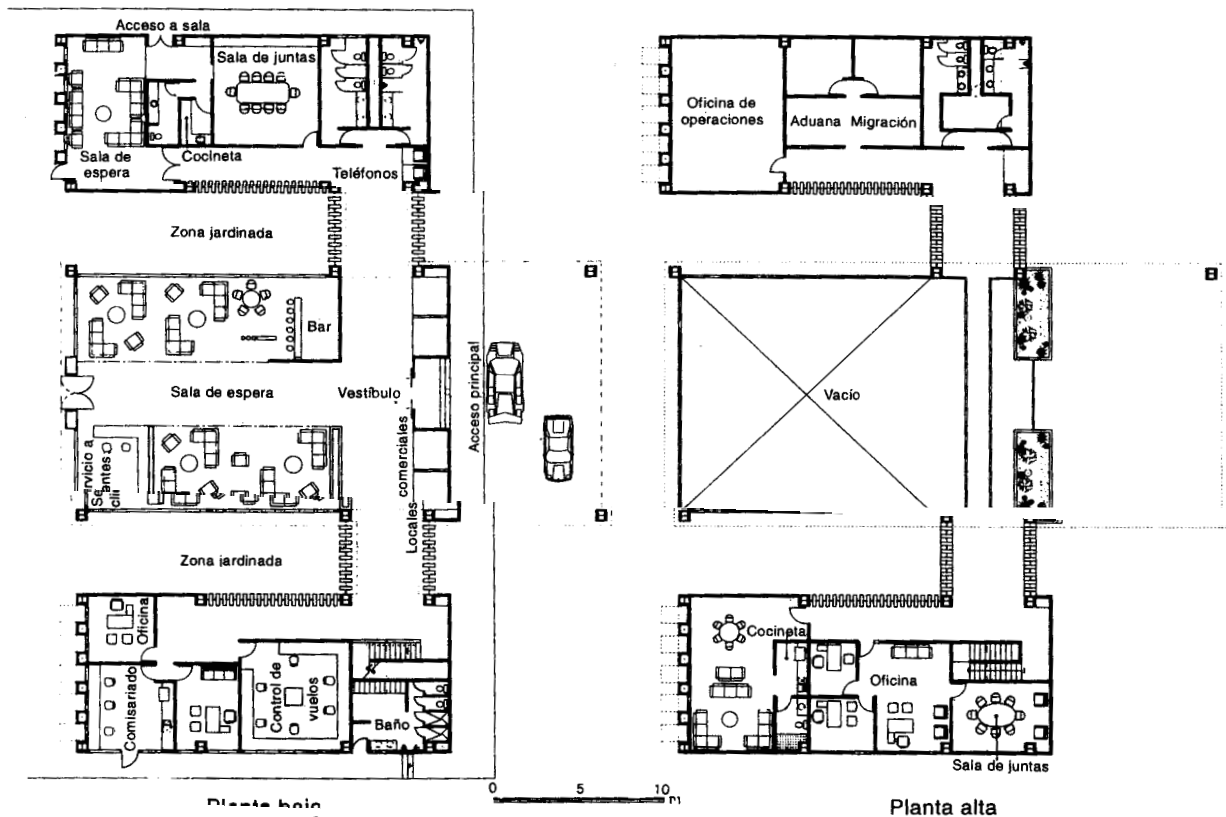 Acceso a sala
Sala de juntas
Sala de
espera
Cocineta
Teléfonos
Zona jardinada
Bar
Sala de espera
Vestíbulo
Acceso principal
Locales comerciales
Zona jardinada
Oficina
Comisariado
Control de
vuelos
Baño
0 5 10
Oficina de
operaciones
Aduana Migración
Vacío
Cocineta
Oficina
Sala de juntas
Planta alta